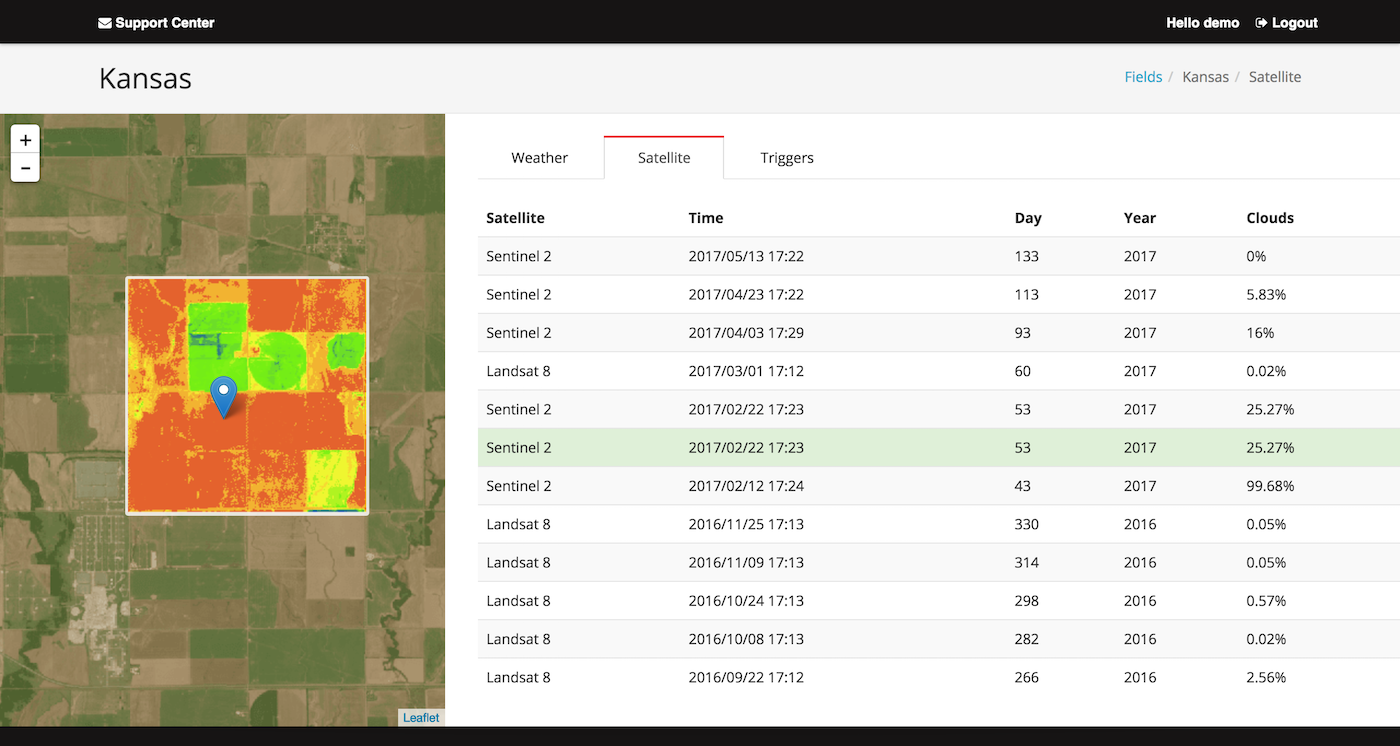 Support Center Hello demo Logout
Kansas Fields / Kansas / Satellite
+
−
Weather Satellite Triggers
Satellite Time Day Year Clouds
Sentinel 2 2017/05/13 17:22 133 2017 0%
Sentinel 2 2017/04/23 17:22 113 2017 5.83%
Sentinel 2 2017/04/03 17:29 93 2017 16%
Landsat 8 2017/03/01 17:12 60 2017 0.02%
Sentinel 2 2017/02/22 17:23 53 2017 25.27%
Sentinel 2 2017/02/22 17:23 53 2017 25.27%
Sentinel 2 2017/02/12 17:24 43 2017 99.68%
Landsat 8 2016/11/25 17:13 330 2016 0.05%
Landsat 8 2016/11/09 17:13 314 2016 0.05%
Landsat 8 2016/10/24 17:13 298 2016 0.57%
Landsat 8 2016/10/08 17:13 282 2016 0.02%
Landsat 8 2016/09/22 17:12 266 2016 2.56%
Leaflet